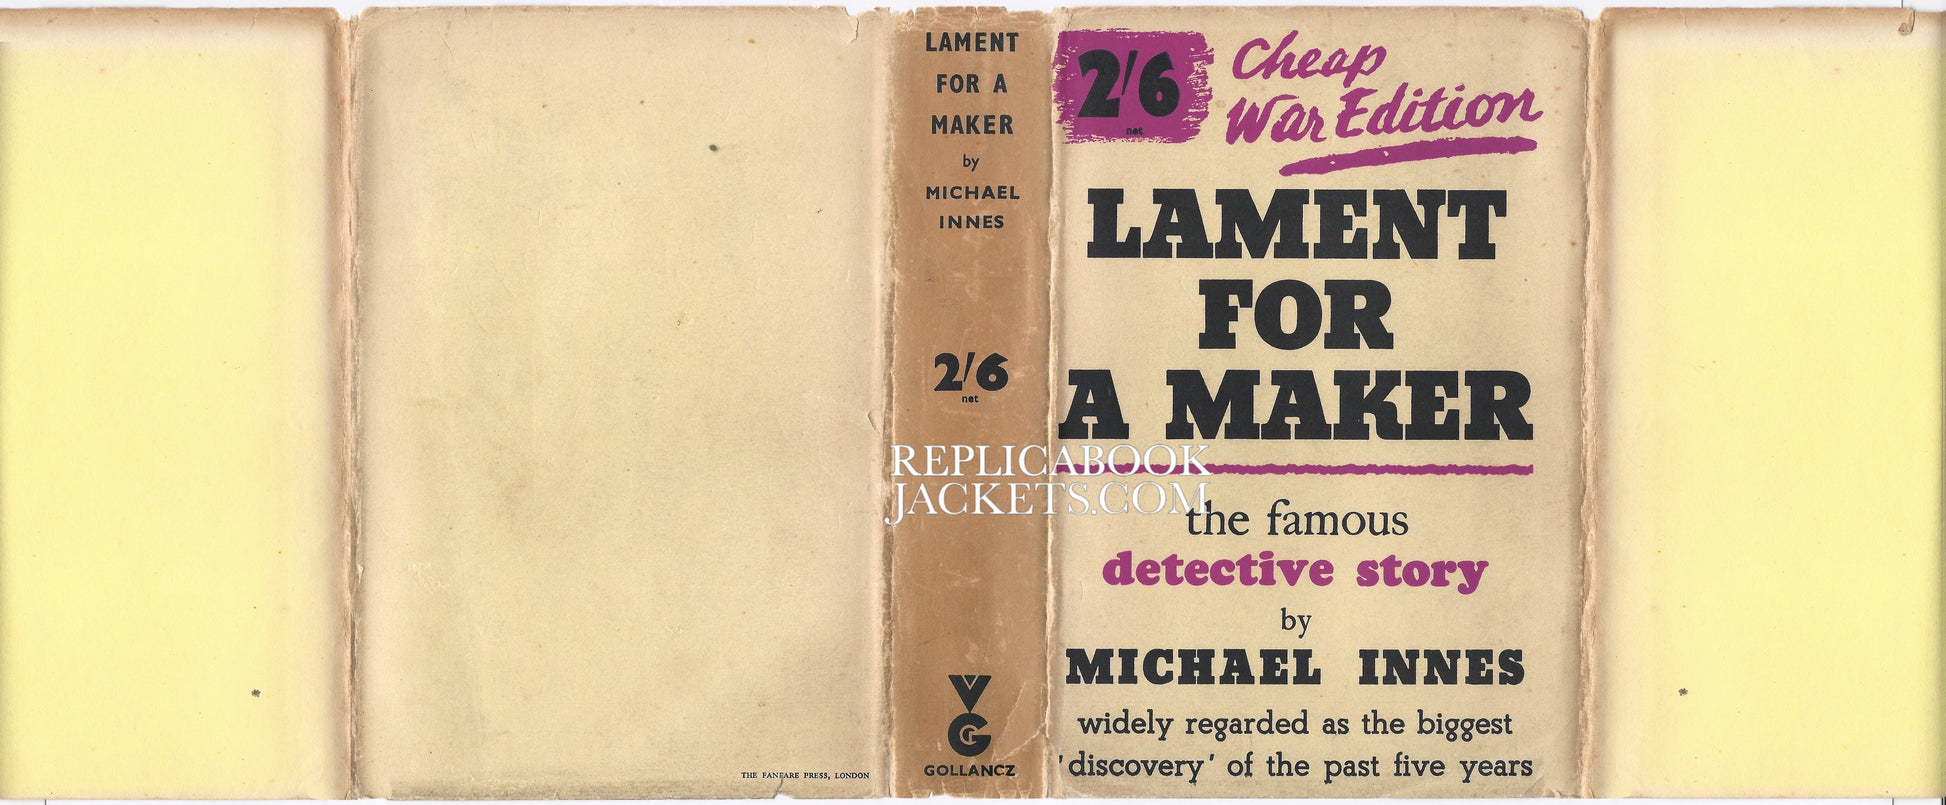 THE FANFARE PRESS, LONDON
LAMENT
FOR A
MAKER
by
MICHAEL
INNES
2/6
net
VG
GOLLANCZ
2/6
net
Cheap
War Edition
LAMENT
FOR
A MAKER
the famous
detective story
by
MICHAEL INNES
widely regarded as the biggest
'discovery' of the past five years
REPLICABOOK
JACKETS.COM